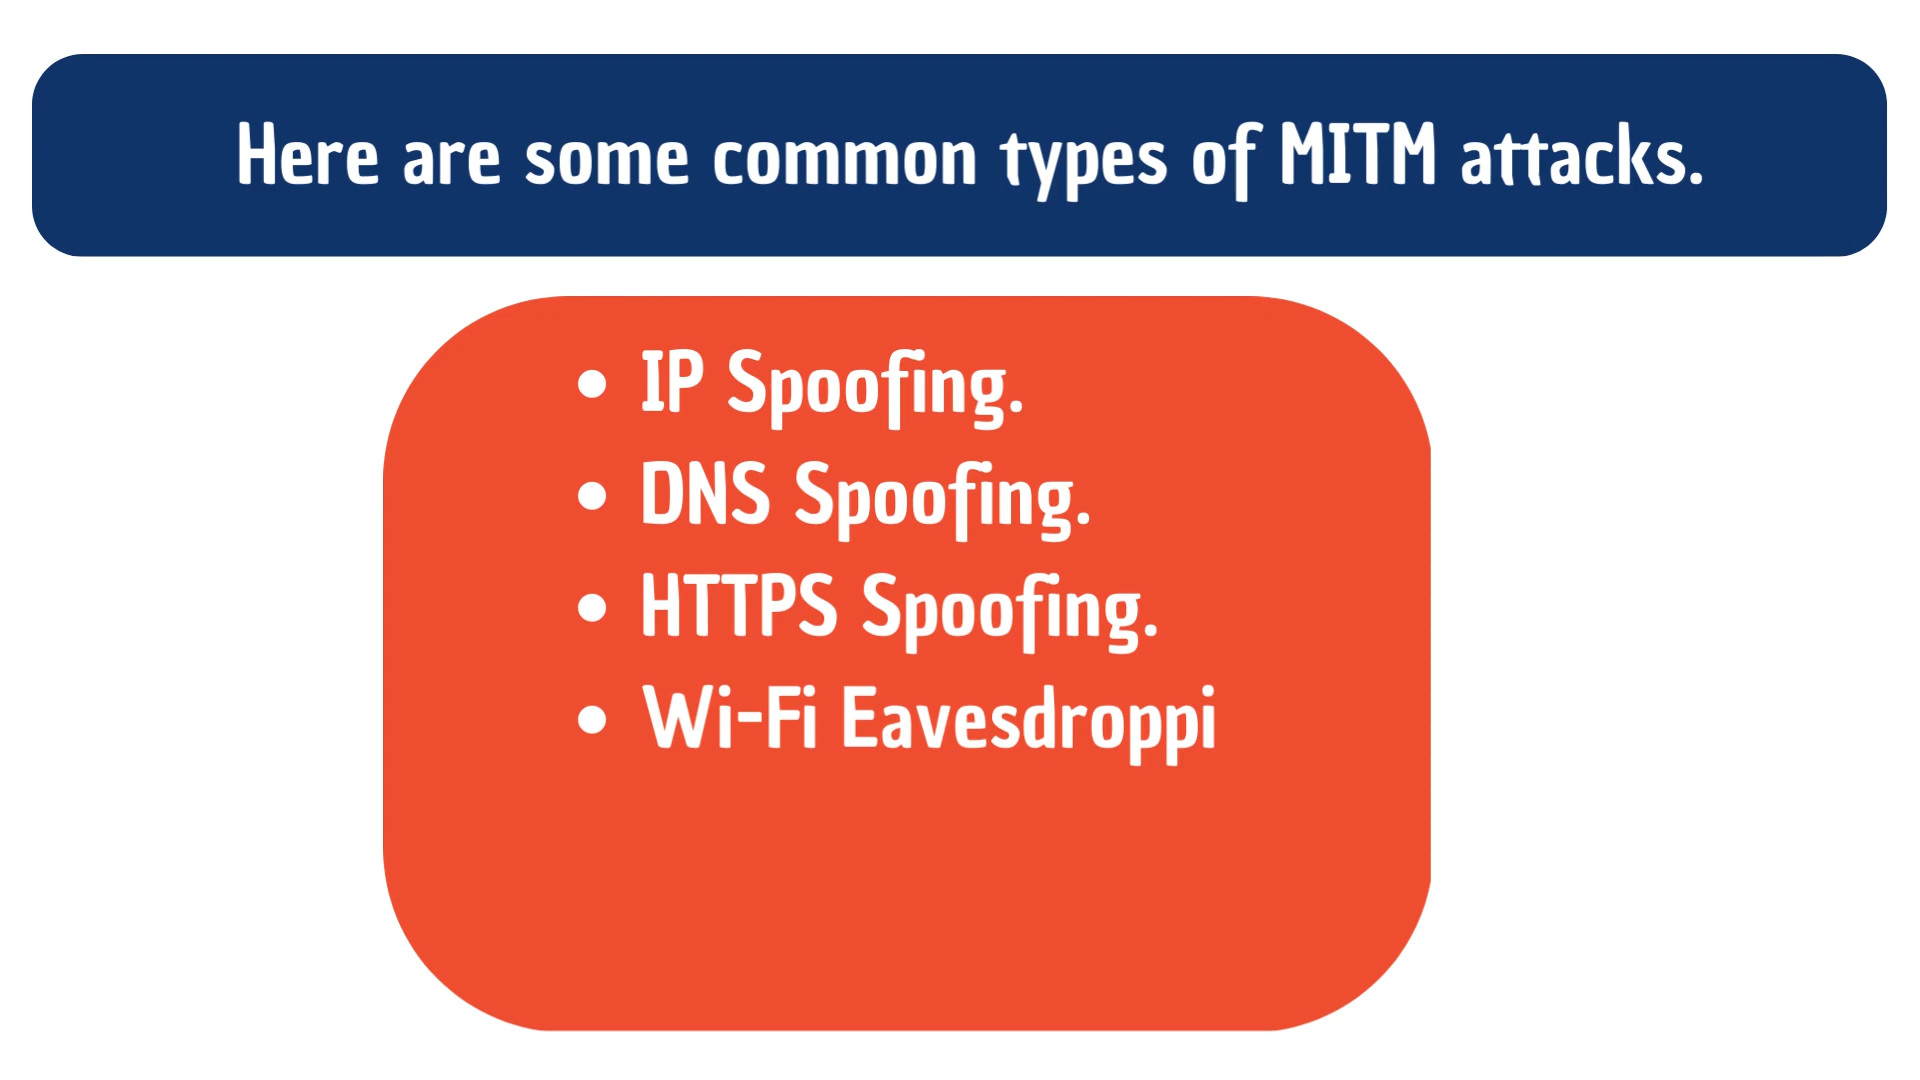 Here are some common types of MITM attacks.
• IP Spoofing.
• DNS Spoofing.
• HTTPS Spoofing.
• Wi-Fi Eavesdroppi